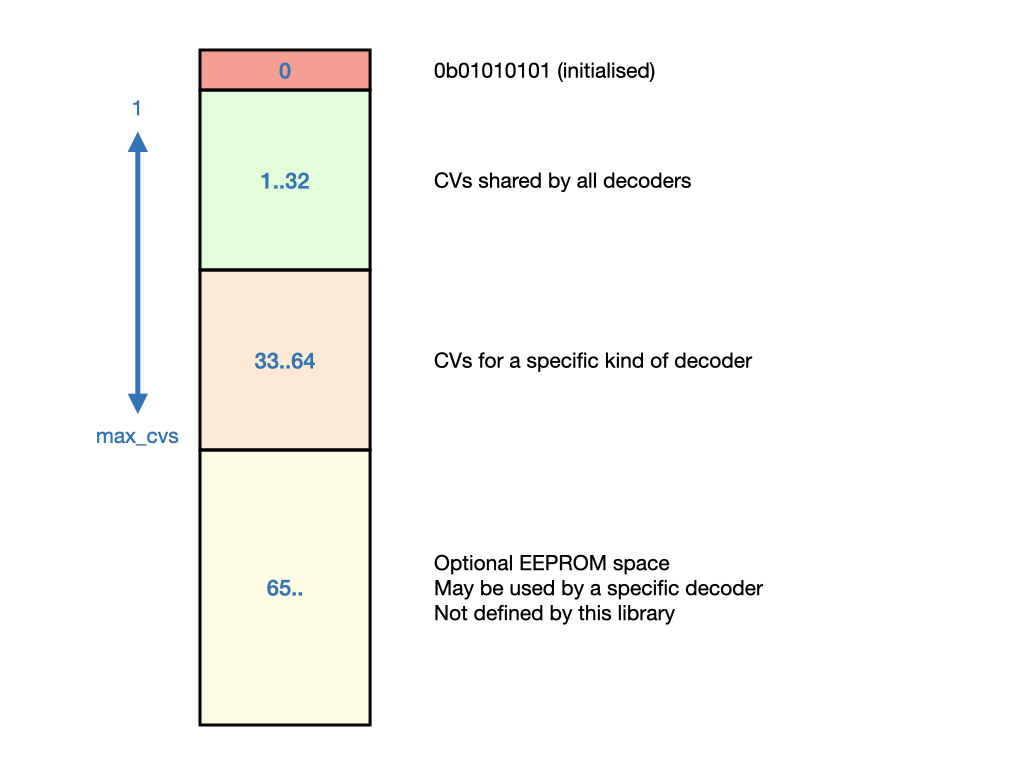 0
0b01010101 (initialised)
1
1..32
CVs shared by all decoders
33..64
CVs for a specific kind of decoder
max_cvs
65..
Optional EEPROM space
May be used by a specific decoder
Not defined by this library